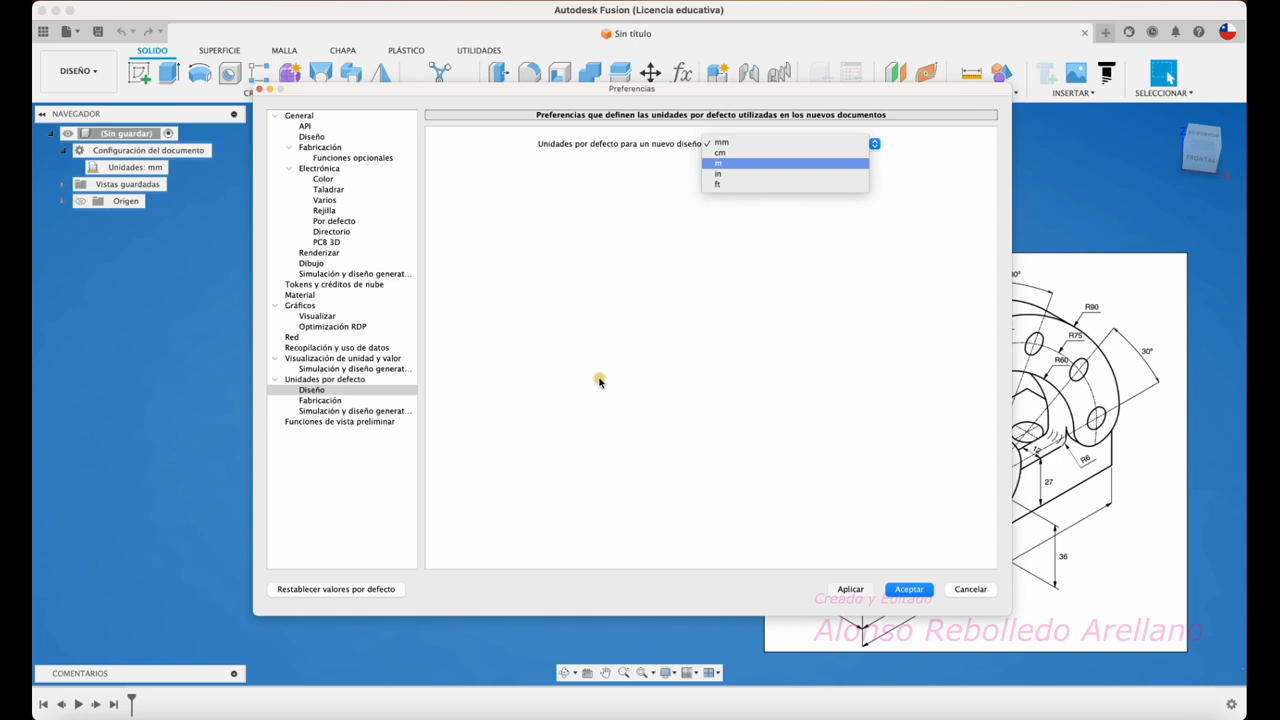 Autodesk Fusion (Licencia educativa)
Sin título
SOLIDO SUPERFICIE MALLA CHAPA PLÁSTICO UTILIDADES
DISEÑO
INSERTAR
SELECCIONAR
Preferencias
NAVEGADOR
(Sin guardar)
Configuración del documento
Unidades: mm
Vistas guardadas
Origen
General
API
Diseño
Fabricación
Funciones opcionales
Electrónica
Color
Taladrar
Varios
Rejilla
Por defecto
Directorio
PCB 3D
Renderizar
Dibujo
Simulación y diseño generat...
Tokens y créditos de nube
Material
Gráficos
Visualizar
Optimización RDP
Red
Recopilación y uso de datos
Visualización de unidad y valor
Simulación y diseño generat...
Unidades por defecto
Diseño
Fabricación
Simulación y diseño generat...
Funciones de vista preliminar
Preferencias que definen las unidades por defecto utilizadas en los nuevos documentos
Unidades por defecto para un nuevo diseño
✓ mm
cm
m
in
ft
SUPERIOR
FRONTAL
Z
R90
R75
R60
30°
12
R6
27
36
Restablecer valores por defecto
Aplicar
Aceptar
Cancelar
Creado y Editado
Alonso Rebolledo Arellano
COMENTARIOS